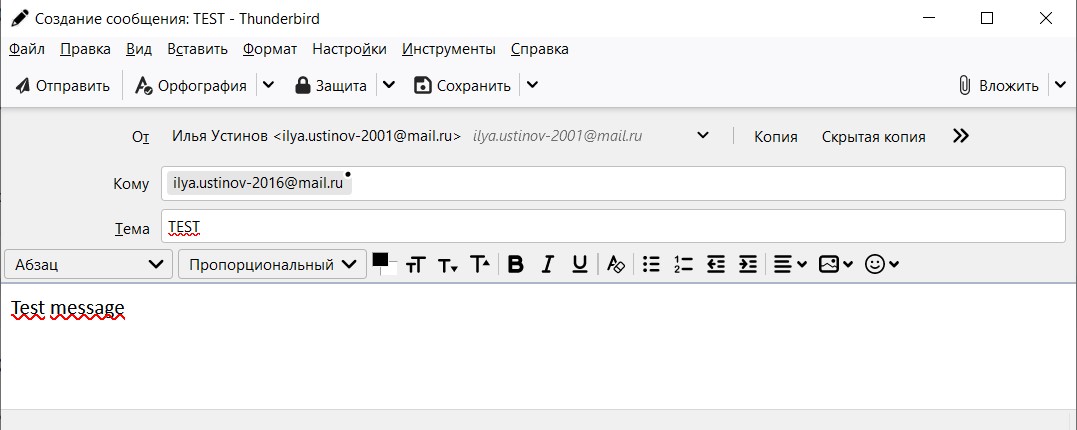 Создание сообщения: TEST - Thunderbird
Файл Правка Вид Вставить Формат Настройки Инструменты Справка
Отправить Орфография Защита Сохранить Вложить
От Илья Устинов <ilya.ustinov-2001@mail.ru> ilya.ustinov-2001@mail.ru Копия Скрытая копия
Кому ilya.ustinov-2016@mail.ru
Тема TEST
Абзац Пропорциональный
Test message